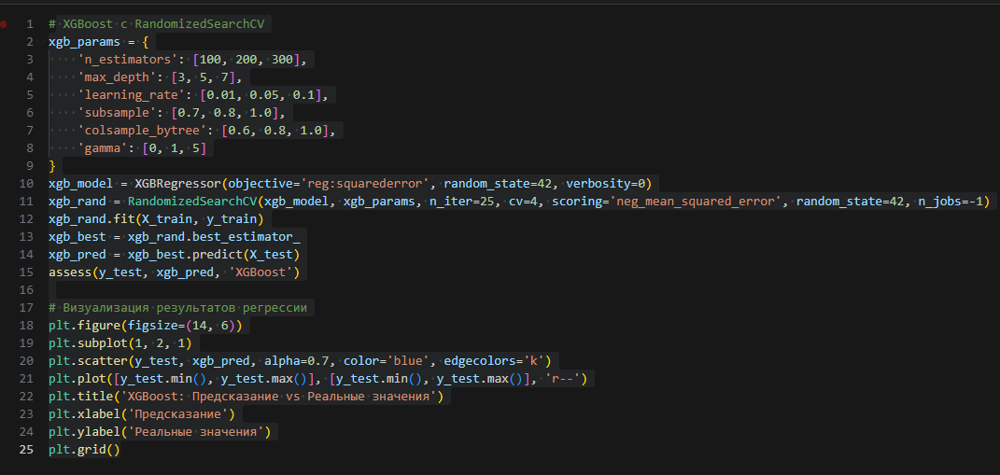 1 # XGBoost с RandomizedSearchCV
2 xgb_params = {
3     'n_estimators': [100, 200, 300],
4     'max_depth': [3, 5, 7],
5     'learning_rate': [0.01, 0.05, 0.1],
6     'subsample': [0.7, 0.8, 1.0],
7     'colsample_bytree': [0.6, 0.8, 1.0],
8     'gamma': [0, 1, 5]
9 }
10 xgb_model = XGBRegressor(objective='reg:squarederror', random_state=42, verbosity=0)
11 xgb_rand = RandomizedSearchCV(xgb_model, xgb_params, n_iter=25, cv=4, scoring='neg_mean_squared_error', random_state=42, n_jobs=-1)
12 xgb_rand.fit(X_train, y_train)
13 xgb_best = xgb_rand.best_estimator_
14 xgb_pred = xgb_best.predict(X_test)
15 assess(y_test, xgb_pred, 'XGBoost')
16
17 # Визуализация результатов регрессии
18 plt.figure(figsize=(14, 6))
19 plt.subplot(1, 2, 1)
20 plt.scatter(y_test, xgb_pred, alpha=0.7, color='blue', edgecolors='k')
21 plt.plot([y_test.min(), y_test.max()], [y_test.min(), y_test.max()], 'r--')
22 plt.title('XGBoost: Предсказание vs Реальные значения')
23 plt.xlabel('Предсказание')
24 plt.ylabel('Реальные значения')
25 plt.grid()